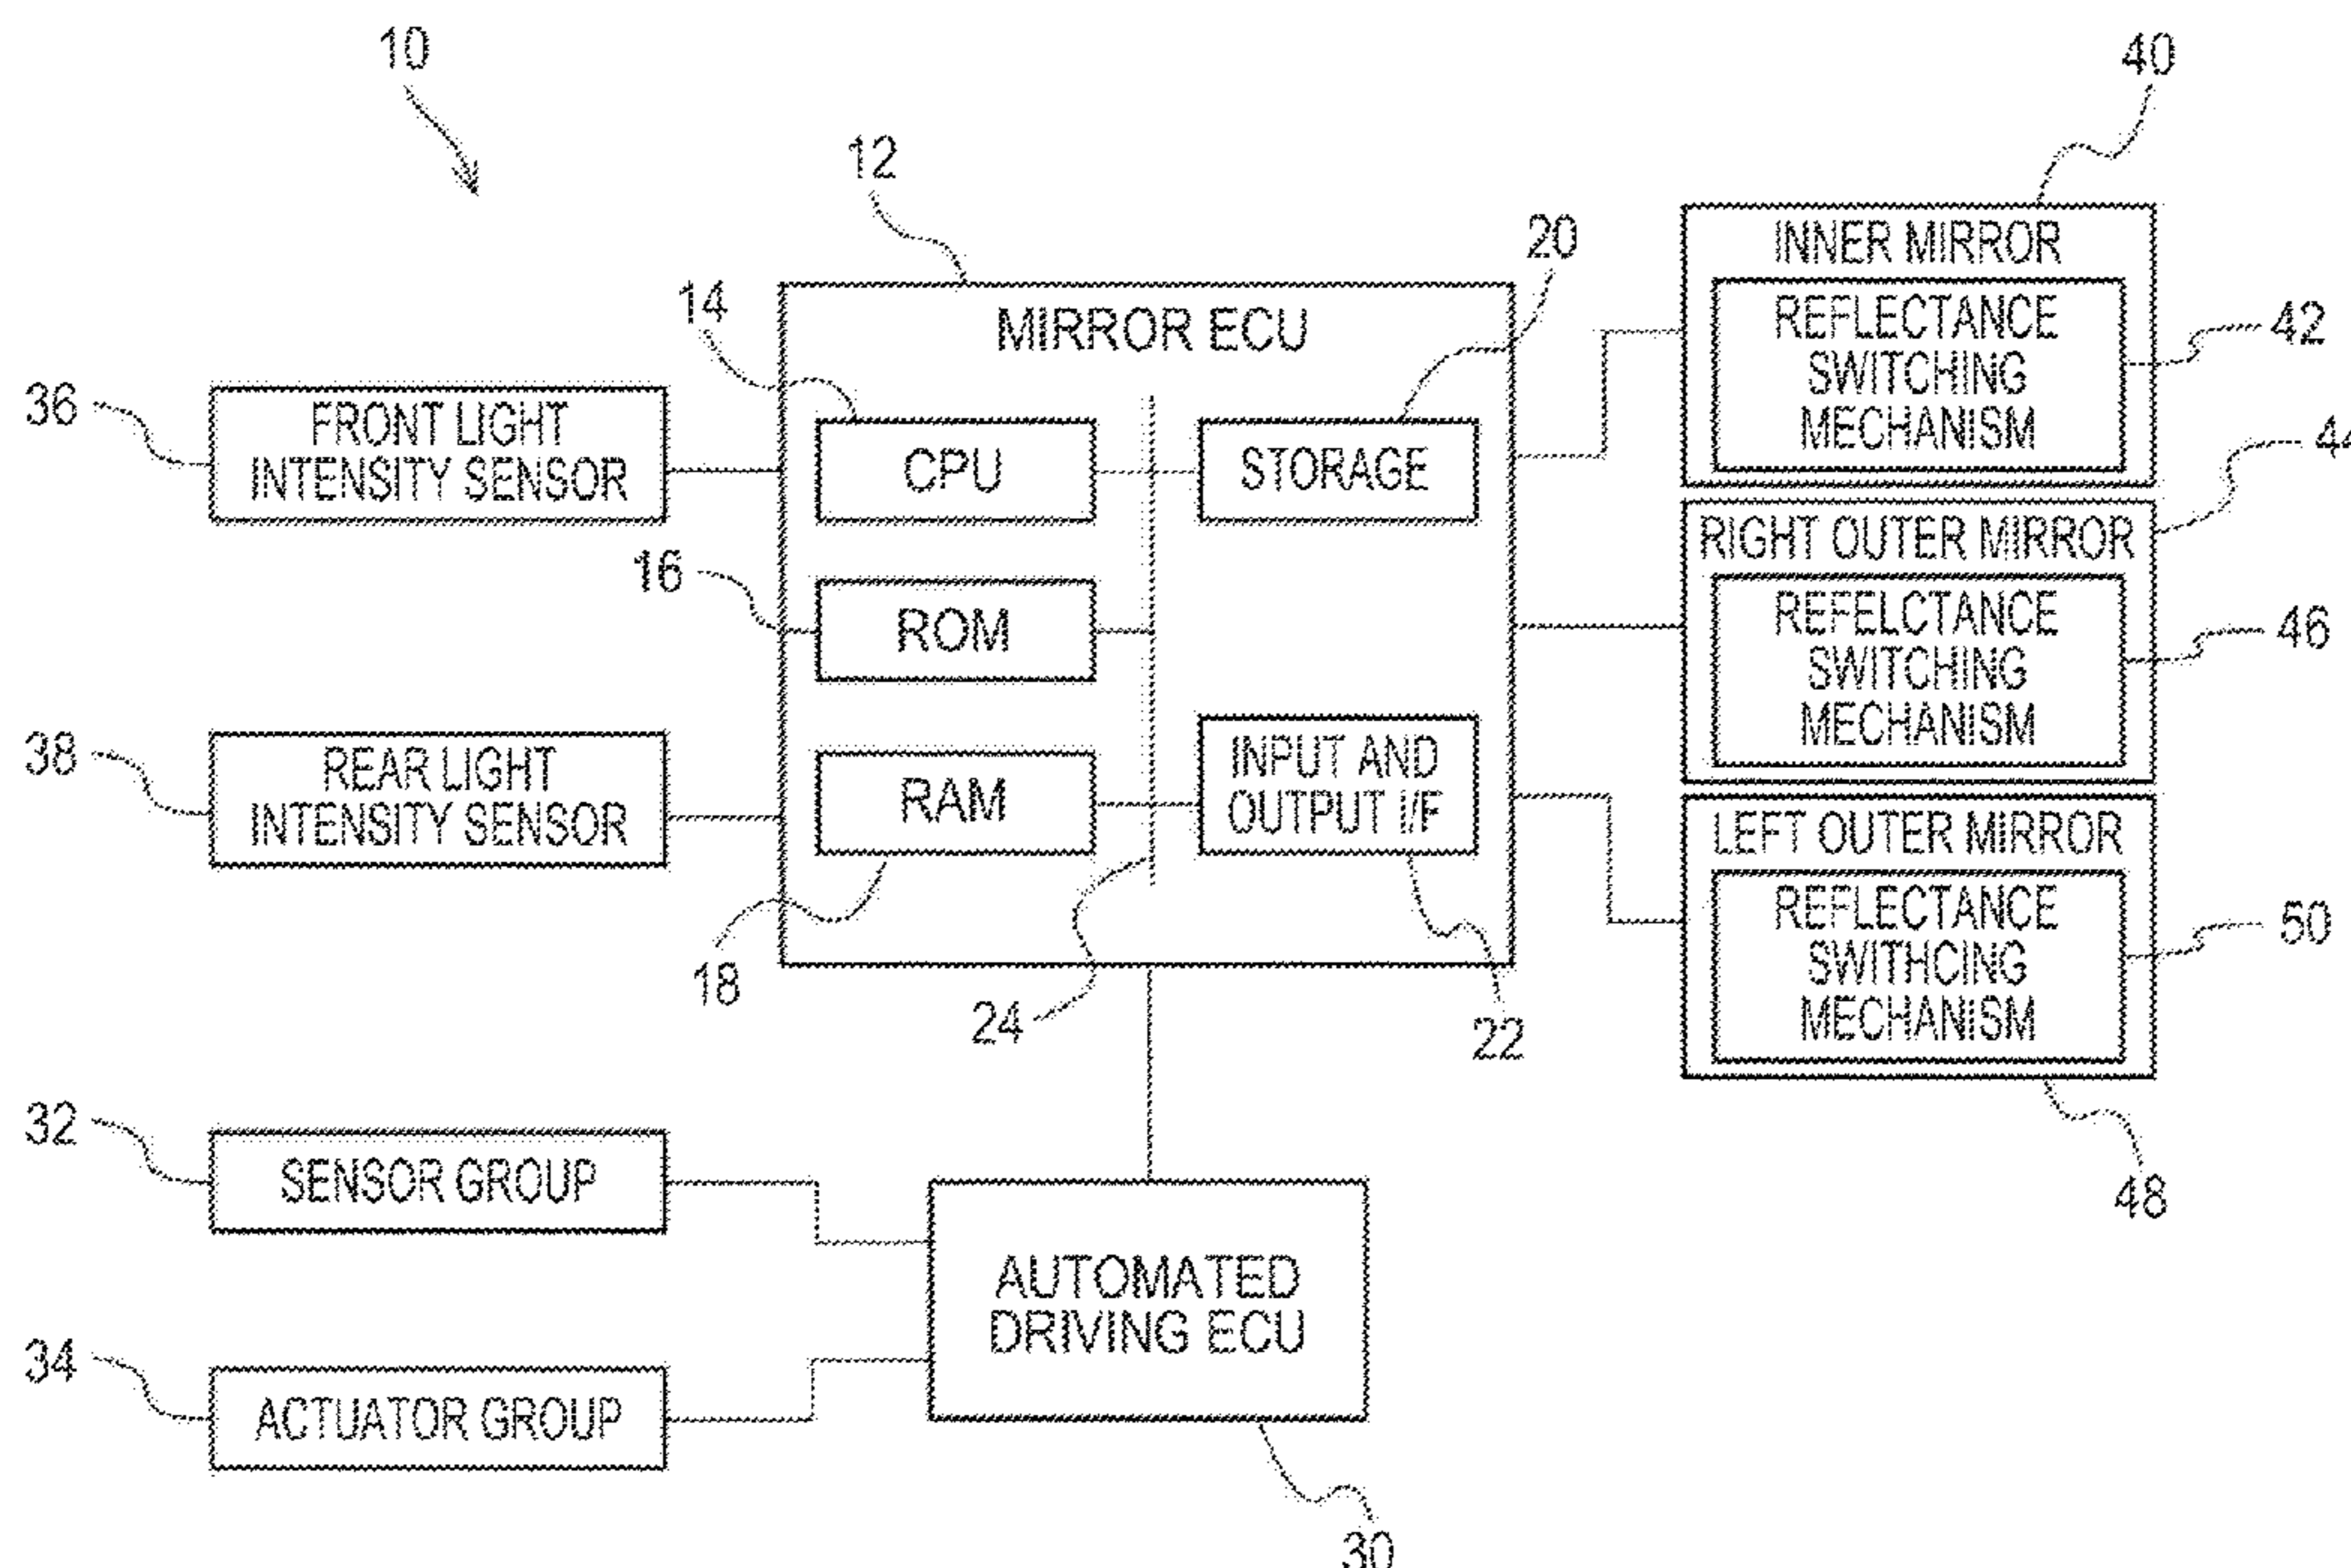 10
40
12
20
14
INNER MIRROR
REFLECTANCE
SWITCHING
MECHANISM
42
MIRROR ECU
36
FRONT LIGHT
INTENSITY SENSOR
CPU
STORAGE
44
RIGHT OUTER MIRROR
REFELCTANCE
SWITCHING
MECHANISM
46
16
ROM
38
REAR LIGHT
INTENSITY SENSOR
RAM
INPUT AND
OUTPUT I/F
LEFT OUTER MIRROR
REFLECTANCE
SWITHCING
MECHANISM
50
18
24
22
48
32
SENSOR GROUP
AUTOMATED
DRIVING ECU
34
ACTUATOR GROUP
30